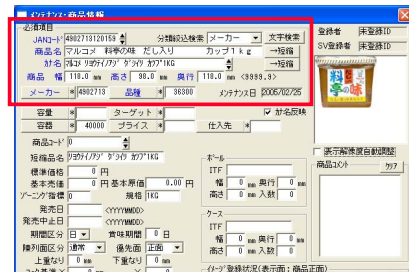 メンテナンス・商品情報
必須項目
JANコード 4902713120159 分類絞込検索 メーカー 文字検索
商品名 マルコメ 料亭の味 だし入り カップ1kg →短縮
カナ名 マルコメ リヨウテイノアジ ダシイリ カツプ1KG →短縮
商品 幅 118.0 mm 高さ 98.0 mm 奥行 118.0 mm <9999.9>
メーカー *4902713 品種 * 36300 メンテナンス日 2005/02/25
登録者 未登録ID
SV登録者 未登録ID
料亭の味
容量 * ターゲット * カナ名反映
容器 * 40000 プライス * 仕入先 *
商品コード 0
短縮品名 リヨウテイノアジ ダシイリ カツプ1KG
標準価格 0 円
基本売価 0 円 基本原価 0.00 円
ゾーニング指標 0 規格 1KG
発売日 <YYYYMMDD>
発売中止日 <YYYYMMDD>
期間区分 日 賞味期間 0 日
陳列面区分 通常 優先面 正面
上重なり 0 mm 下重なり 0 mm
ボール
ITF
幅 0 mm 奥行 0 mm
高さ 0 mm 入数 0
ケース
ITF
幅 0 mm 奥行 0 mm
高さ 0 mm 入数 0
イメージ登録状況(表示面:商品正面)
表示解像度自動調整
商品コメント クリア